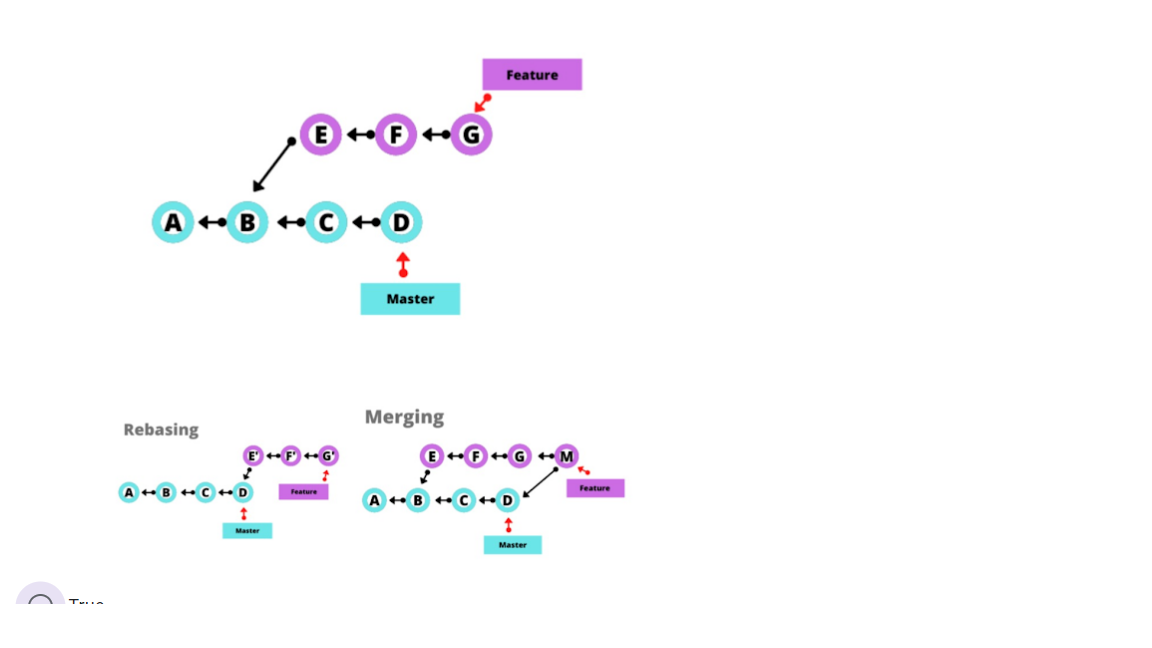 Feature
E F G
A B C D
Master
Rebasing
E' F' G'
A B C D
Feature
Master
Merging
E F G M
A B C D
Feature
Master
True